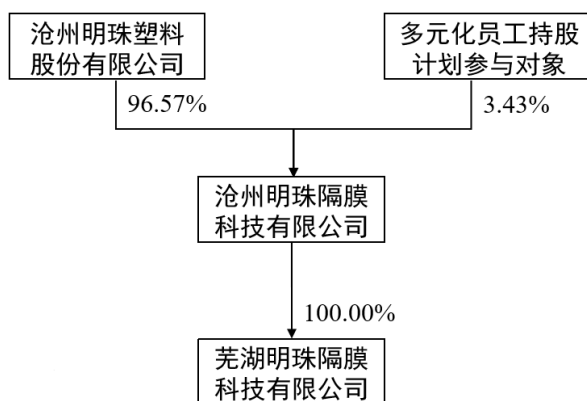 沧州明珠塑料
股份有限公司
多元化员工持股
计划参与对象
96.57%
3.43%
沧州明珠隔膜
科技有限公司
100.00%
芜湖明珠隔膜
科技有限公司